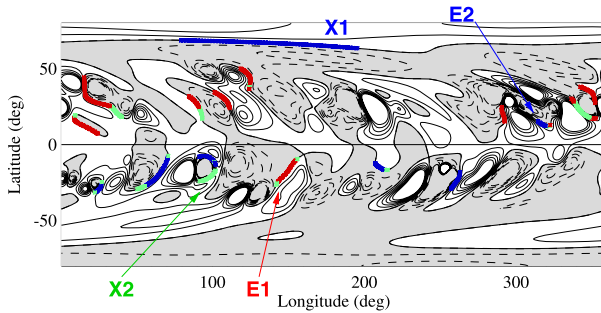 X1 E2
50
0
-50
Latitude (deg)
X2 E1
100 200 300
Longitude (deg)